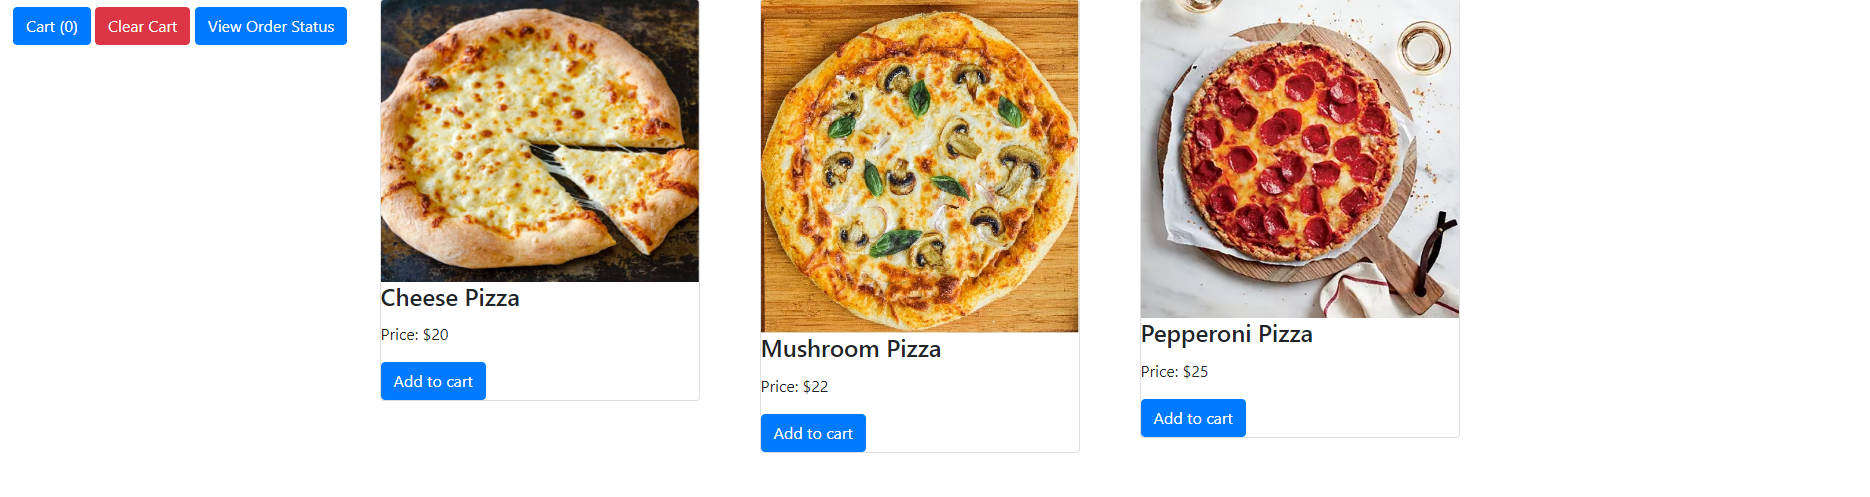 Cart (0) Clear Cart View Order Status
Cheese Pizza
Price: $20
Add to cart
Mushroom Pizza
Price: $22
Add to cart
Pepperoni Pizza
Price: $25
Add to cart